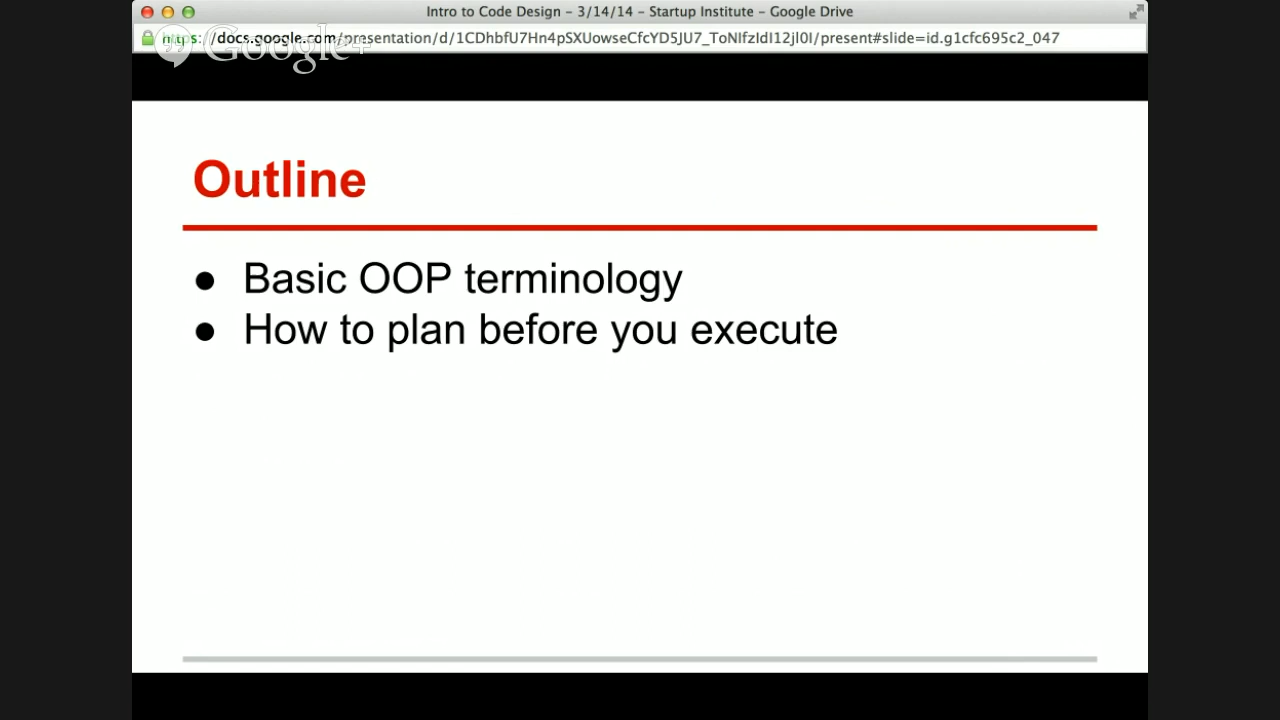 Intro to Code Design – 3/14/14 – Startup Institute – Google Drive
https://docs.google.com/presentation/d/1CDhbfU7Hn4pSXUowseCfcYD5JU7_ToNIfzIdI12jl0I/present#slide=id.g1cfc695c2_047
Google+
Outline
● Basic OOP terminology
● How to plan before you execute